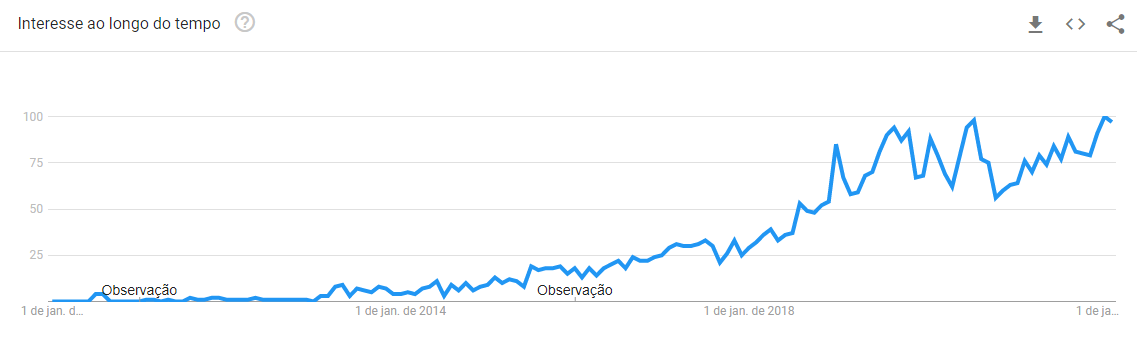 Interesse ao longo do tempo
100
75
50
25
Observação
Observação
1 de jan. d…
1 de jan. de 2014
1 de jan. de 2018
1 de ja…